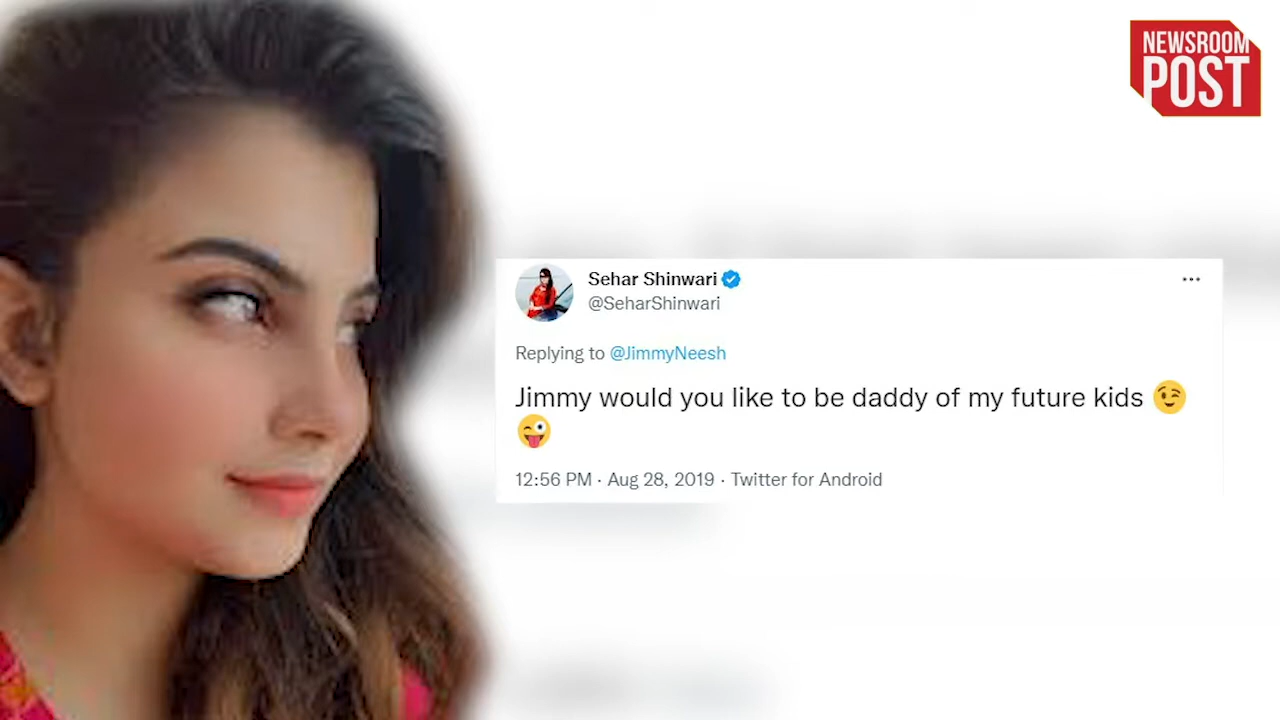 NEWSROOM
POST
Sehar Shinwari
@SeharShinwari
Replying to @JimmyNeesh
Jimmy would you like to be daddy of my future kids 😉
😜
12:56 PM · Aug 28, 2019 · Twitter for Android